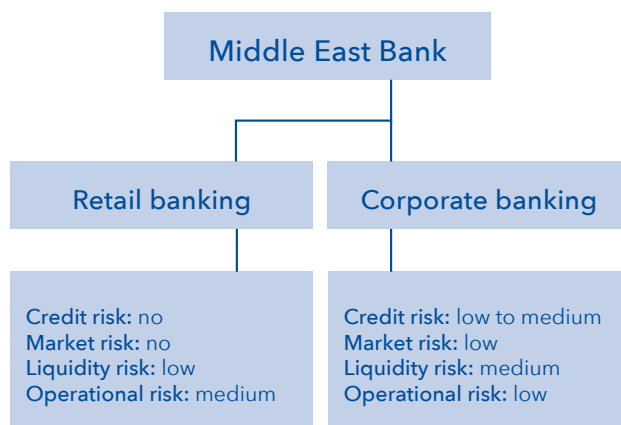 Middle East Bank
Retail banking
Corporate banking
Credit risk: no
Market risk: no
Liquidity risk: low
Operational risk: medium
Credit risk: low to medium
Market risk: low
Liquidity risk: medium
Operational risk: low